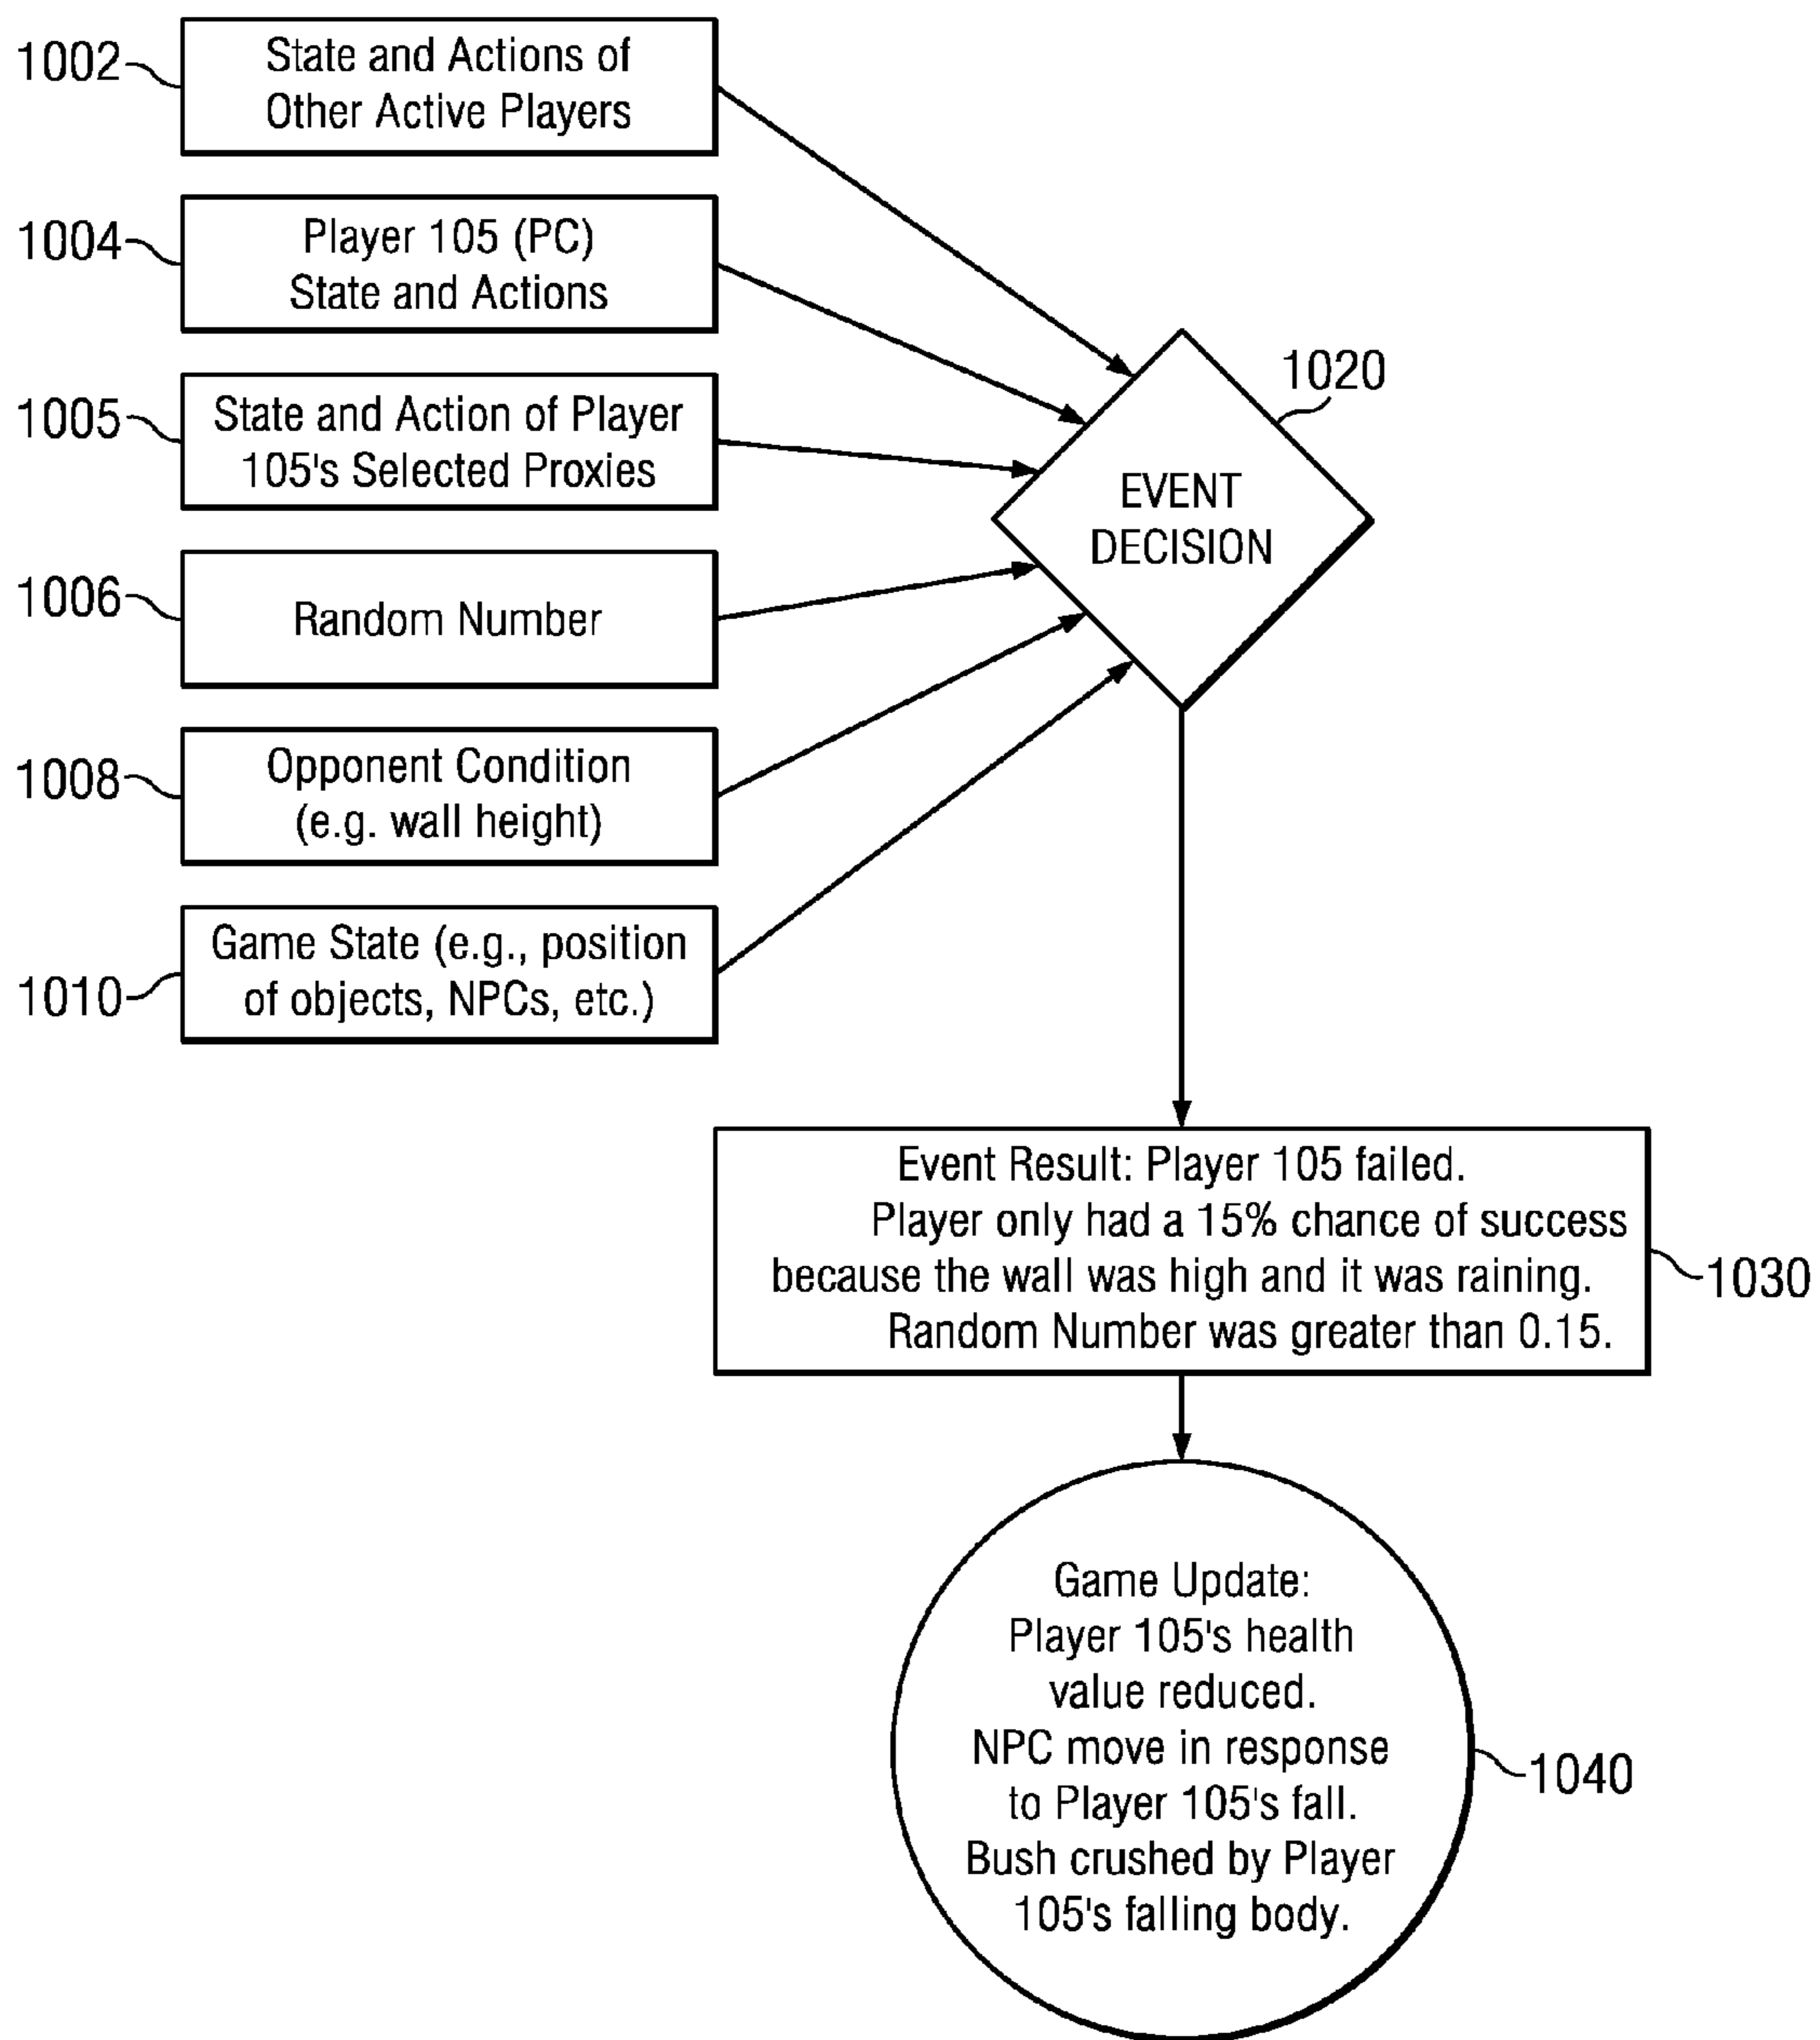 1002
State and Actions of
Other Active Players
1004
Player 105 (PC)
State and Actions
1005
State and Action of Player
105's Selected Proxies
1006
Random Number
1008
Opponent Condition
(e.g. wall height)
1010
Game State (e.g., position
of objects, NPCs, etc.)
1020
EVENT
DECISION
Event Result: Player 105 failed.
Player only had a 15% chance of success
because the wall was high and it was raining.
Random Number was greater than 0.15.
1030
Game Update:
Player 105's health
value reduced.
NPC move in response
to Player 105's fall.
Bush crushed by Player
105's falling body.
1040